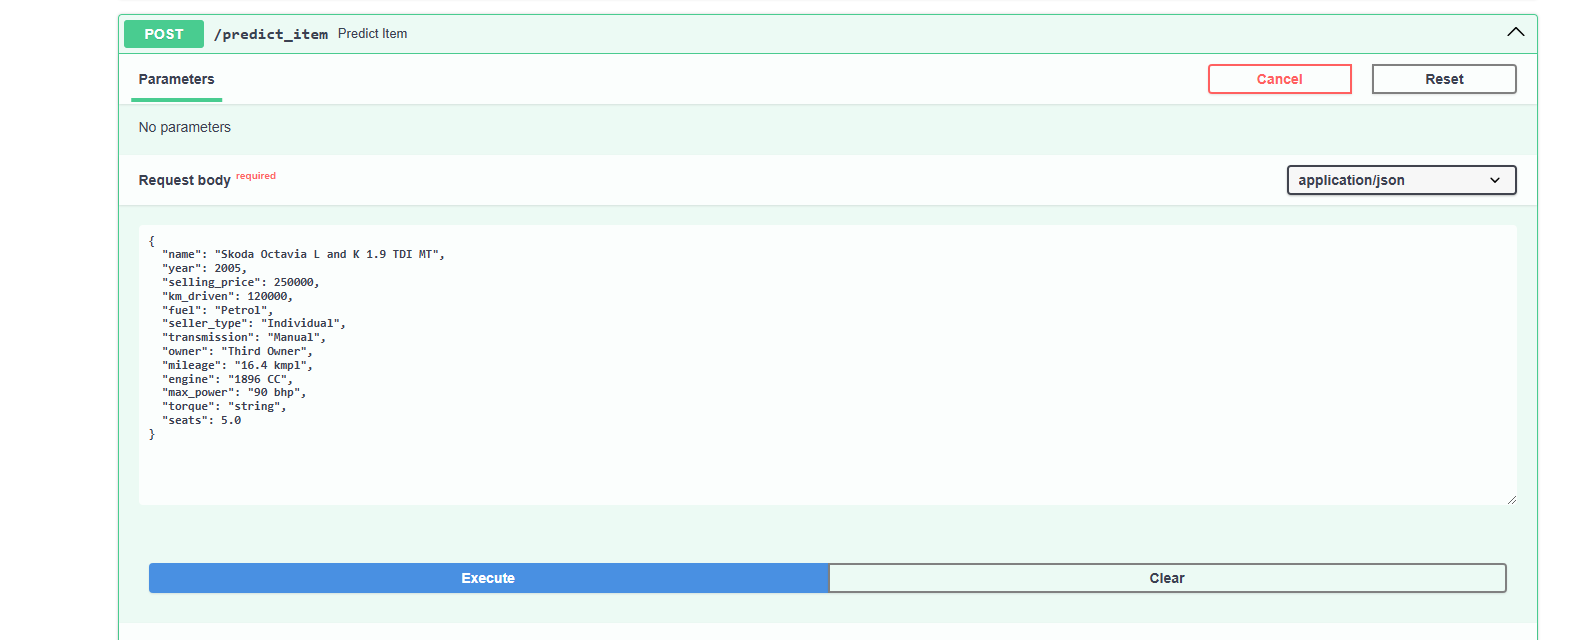 POST /predict_item Predict Item
Parameters
Cancel
Reset
No parameters
Request body required
application/json
{
  "name": "Skoda Octavia L and K 1.9 TDI MT",
  "year": 2005,
  "selling_price": 250000,
  "km_driven": 120000,
  "fuel": "Petrol",
  "seller_type": "Individual",
  "transmission": "Manual",
  "owner": "Third Owner",
  "mileage": "16.4 kmpl",
  "engine": "1896 CC",
  "max_power": "90 bhp",
  "torque": "string",
  "seats": 5.0
}
Execute
Clear